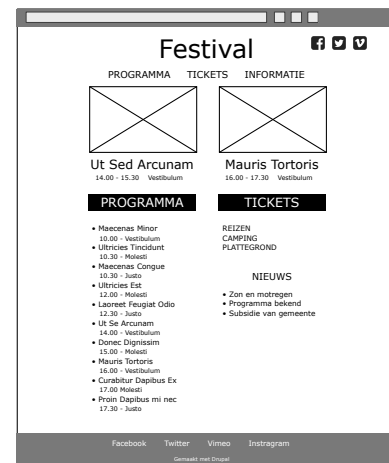 Festival
PROGRAMMA TICKETS INFORMATIE
Ut Sed Arcunam
14.00 - 15.30 Vestibulum
Mauris Tortoris
16.00 - 17.30 Vestibulum
PROGRAMMA
• Maecenas Minor
10.00 - Vestibulum
• Ultricies Tincidunt
10.30 - Molesti
• Maecenas Congue
10.30 - Justo
• Ultricies Est
12.00 - Molesti
• Laoreet Feugiat Odio
12.30 - Justo
• Ut Se Arcunam
14.00 - Vestibulum
• Donec Dignissim
15.00 - Molesti
• Mauris Tortoris
16.00 - Vestibulum
• Curabitur Dapibus Ex
17.00 Molesti
• Proin Dapibus mi nec
17.30 - Justo
TICKETS
REIZEN
CAMPING
PLATTEGROND
NIEUWS
• Zon en motregen
• Programma bekend
• Subsidie van gemeente
Facebook Twitter Vimeo Instragram
Gemaakt met Drupal